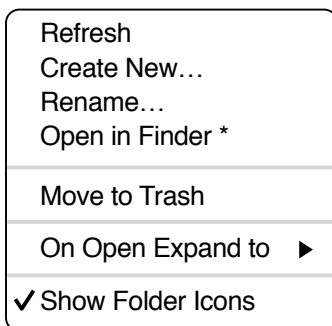 Refresh
Create New…
Rename…
Open in Finder *
Move to Trash
On Open Expand to
Show Folder Icons